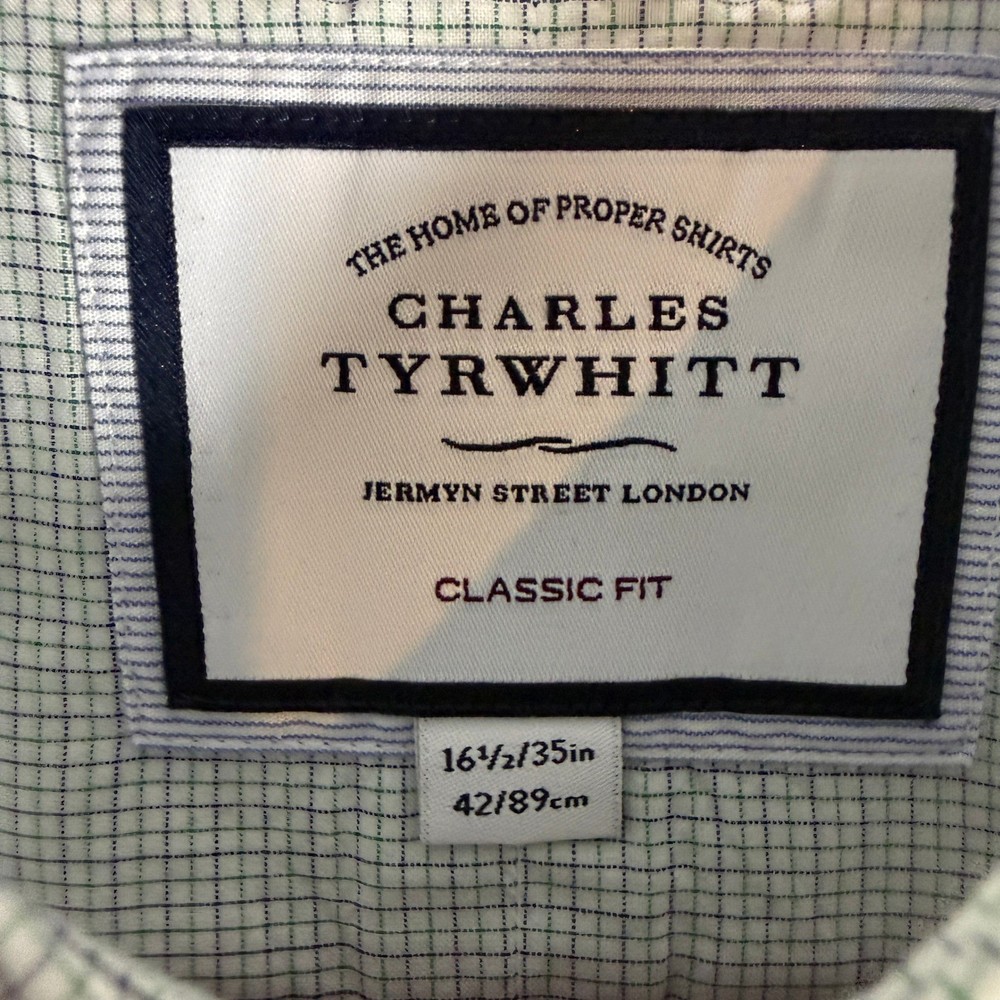 THE HOME OF PROPER SHIRTS
CHARLES
TYRWHITT
JERMYN STREET LONDON
CLASSIC FIT
16½/35in
42/89cm